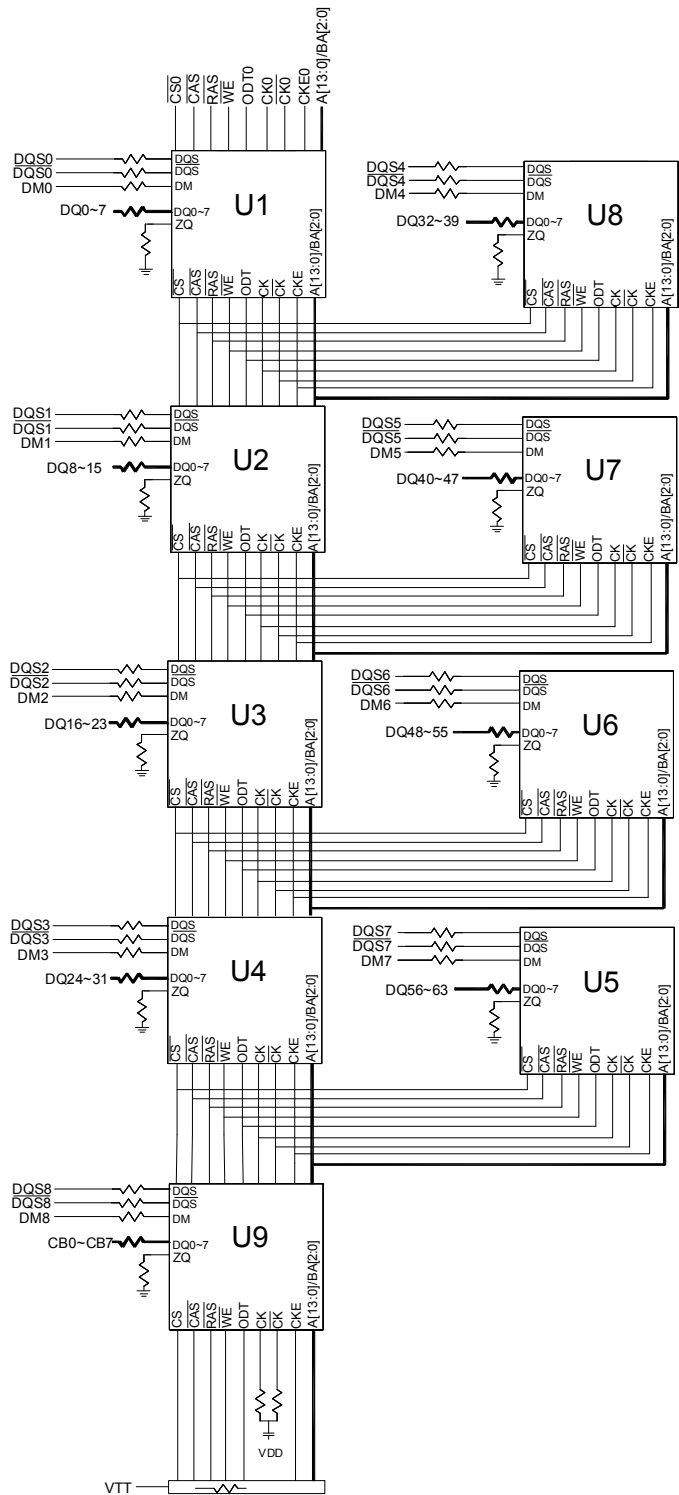 CS0
CAS
RAS
WE
ODT0
CK0
CK0
CKE0
A[13:0]/BA[2:0]
DQS0
DQS0
DM0
DQ0~7
DQS
DQS
DM
DQ0~7
ZQ
U1
CS
CAS
RAS
WE
ODT
CK
CK
CKE
A[13:0]/BA[2:0]
DQS4
DQS4
DM4
DQ32~39
DQS
DQS
DM
DQ0~7
ZQ
U8
CS
CAS
RAS
WE
ODT
CK
CK
CKE
A[13:0]/BA[2:0]
DQS1
DQS1
DM1
DQ8~15
DQS
DQS
DM
DQ0~7
ZQ
U2
CS
CAS
RAS
WE
ODT
CK
CK
CKE
A[13:0]/BA[2:0]
DQS5
DQS5
DM5
DQ40~47
DQS
DQS
DM
DQ0~7
ZQ
U7
CS
CAS
RAS
WE
ODT
CK
CK
CKE
A[13:0]/BA[2:0]
DQS2
DQS2
DM2
DQ16~23
DQS
DQS
DM
DQ0~7
ZQ
U3
CS
CAS
RAS
WE
ODT
CK
CK
CKE
A[13:0]/BA[2:0]
DQS6
DQS6
DM6
DQ48~55
DQS
DQS
DM
DQ0~7
ZQ
U6
CS
CAS
RAS
WE
ODT
CK
CK
CKE
A[13:0]/BA[2:0]
DQS3
DQS3
DM3
DQ24~31
DQS
DQS
DM
DQ0~7
ZQ
U4
CS
CAS
RAS
WE
ODT
CK
CK
CKE
A[13:0]/BA[2:0]
DQS7
DQS7
DM7
DQ56~63
DQS
DQS
DM
DQ0~7
ZQ
U5
CS
CAS
RAS
WE
ODT
CK
CK
CKE
A[13:0]/BA[2:0]
DQS8
DQS8
DM8
CB0~CB7
DQS
DQS
DM
DQ0~7
ZQ
U9
CS
CAS
RAS
WE
ODT
CK
CK
CKE
A[13:0]/BA[2:0]
VDD
VTT